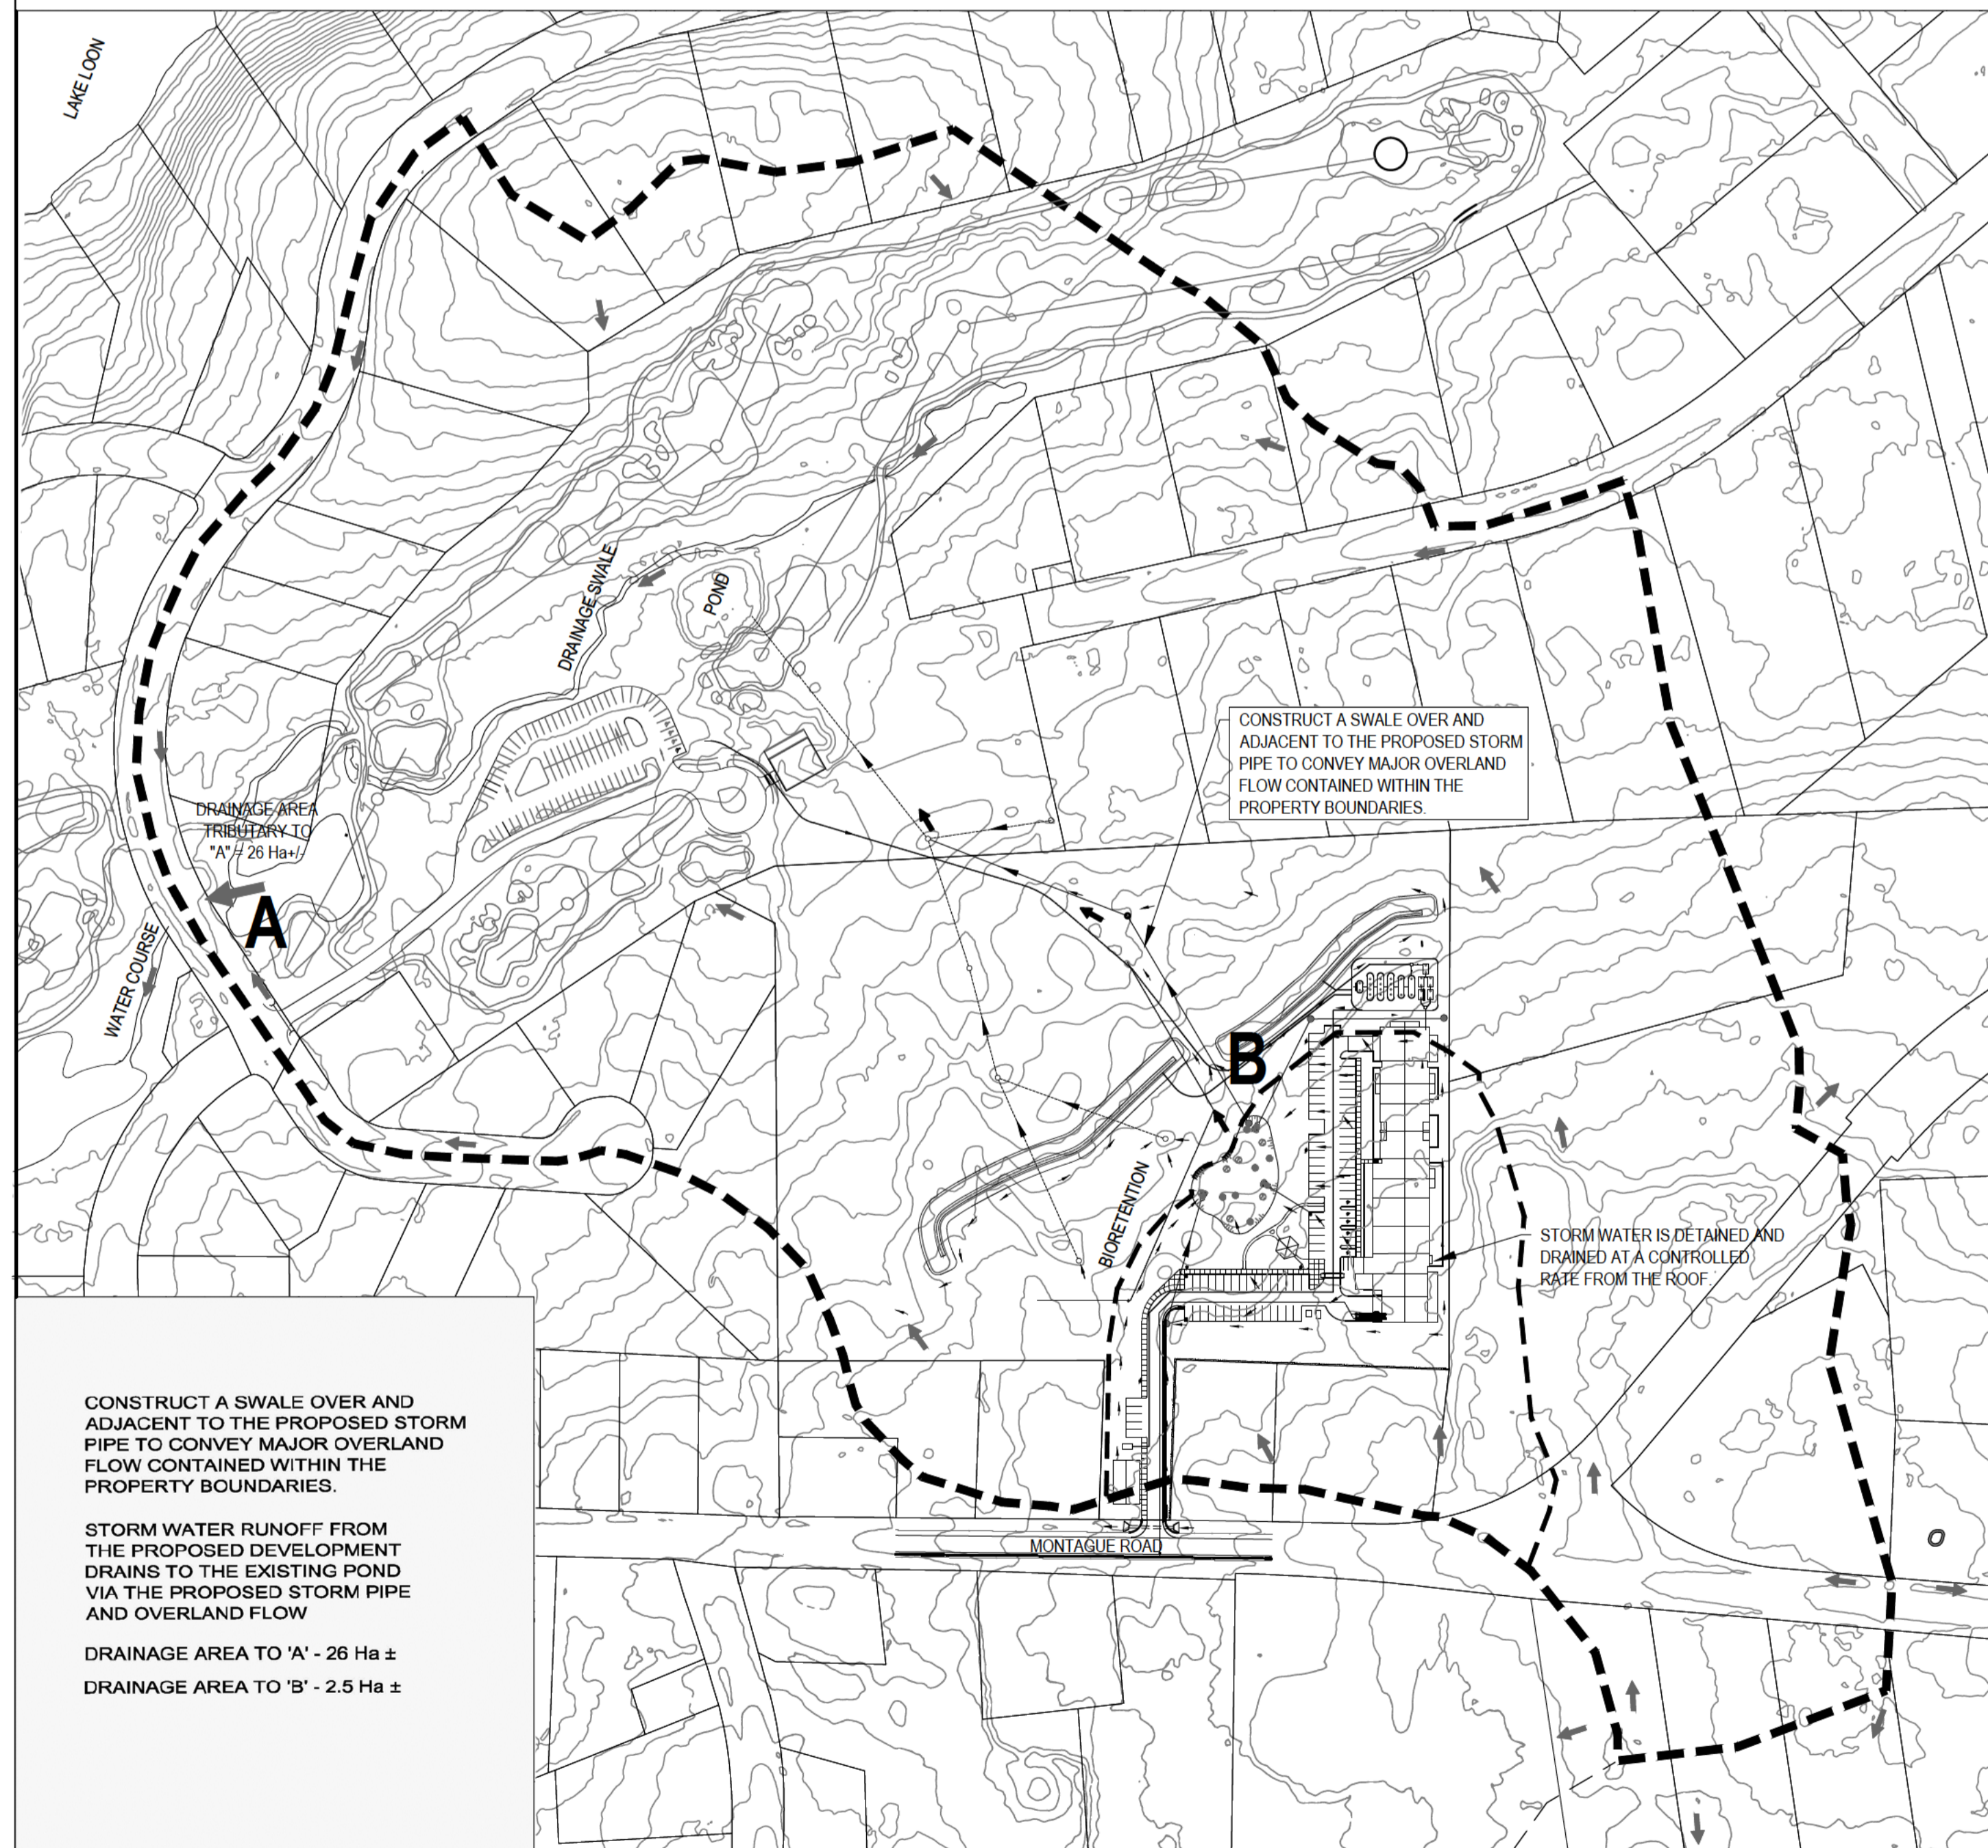 LAKE LOON
DRAINAGE SWALE
POND
CONSTRUCT A SWALE OVER AND
ADJACENT TO THE PROPOSED STORM
PIPE TO CONVEY MAJOR OVERLAND
FLOW CONTAINED WITHIN THE
PROPERTY BOUNDARIES.
DRAINAGE AREA
TRIBUTARY TO
"A" = 26 Ha+/-
A
WATER COURSE
B
BIORETENTION
STORM WATER IS DETAINED AND
DRAINED AT A CONTROLLED
RATE FROM THE ROOF.
MONTAGUE ROAD
CONSTRUCT A SWALE OVER AND
ADJACENT TO THE PROPOSED STORM
PIPE TO CONVEY MAJOR OVERLAND
FLOW CONTAINED WITHIN THE
PROPERTY BOUNDARIES.
STORM WATER RUNOFF FROM
THE PROPOSED DEVELOPMENT
DRAINS TO THE EXISTING POND
VIA THE PROPOSED STORM PIPE
AND OVERLAND FLOW
DRAINAGE AREA TO 'A' - 26 Ha ±
DRAINAGE AREA TO 'B' - 2.5 Ha ±